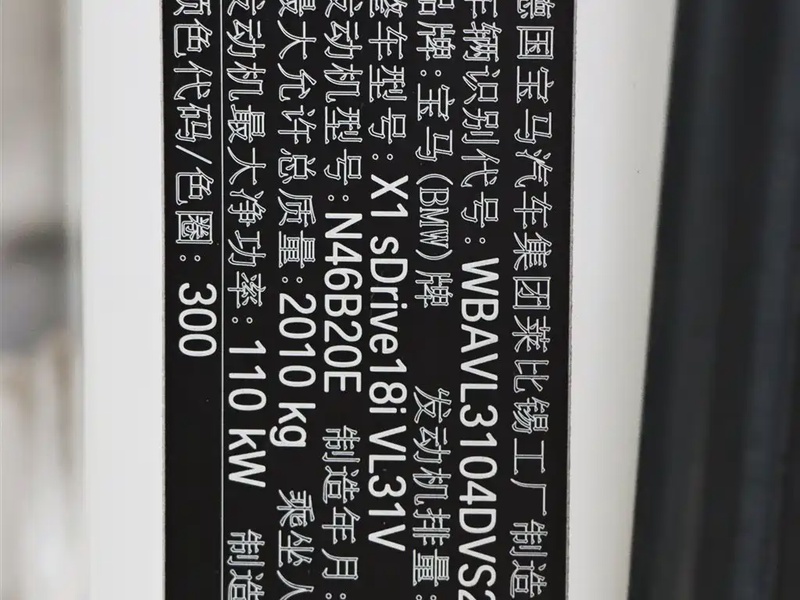 德国宝马汽车集团莱比锡工厂制造
车辆识别代号:WBAVL3104DVS2
品牌:宝马(BMW)牌 发动机排量:
整车型号:X1 sDrive18i VL31V
发动机型号:N46B20E 制造年月:
最大允许总质量:2010 kg 乘坐人
发动机最大净功率:110 kW 制造
颜色代码/色圈:300